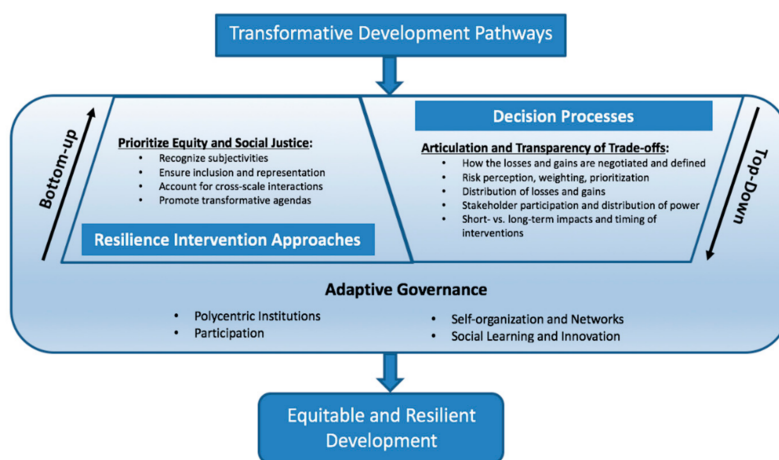 Transformative Development Pathways
Bottom-up
Prioritize Equity and Social Justice:
• Recognize subjectivities
• Ensure inclusion and representation
• Account for cross-scale interactions
• Promote transformative agendas
Resilience Intervention Approaches
Decision Processes
Articulation and Transparency of Trade-offs:
• How the losses and gains are negotiated and defined
• Risk perception, weighting, prioritization
• Distribution of losses and gains
• Stakeholder participation and distribution of power
• Short- vs. long-term impacts and timing of
interventions
Top-Down
Adaptive Governance
• Polycentric Institutions
• Participation
• Self-organization and Networks
• Social Learning and Innovation
Equitable and Resilient
Development